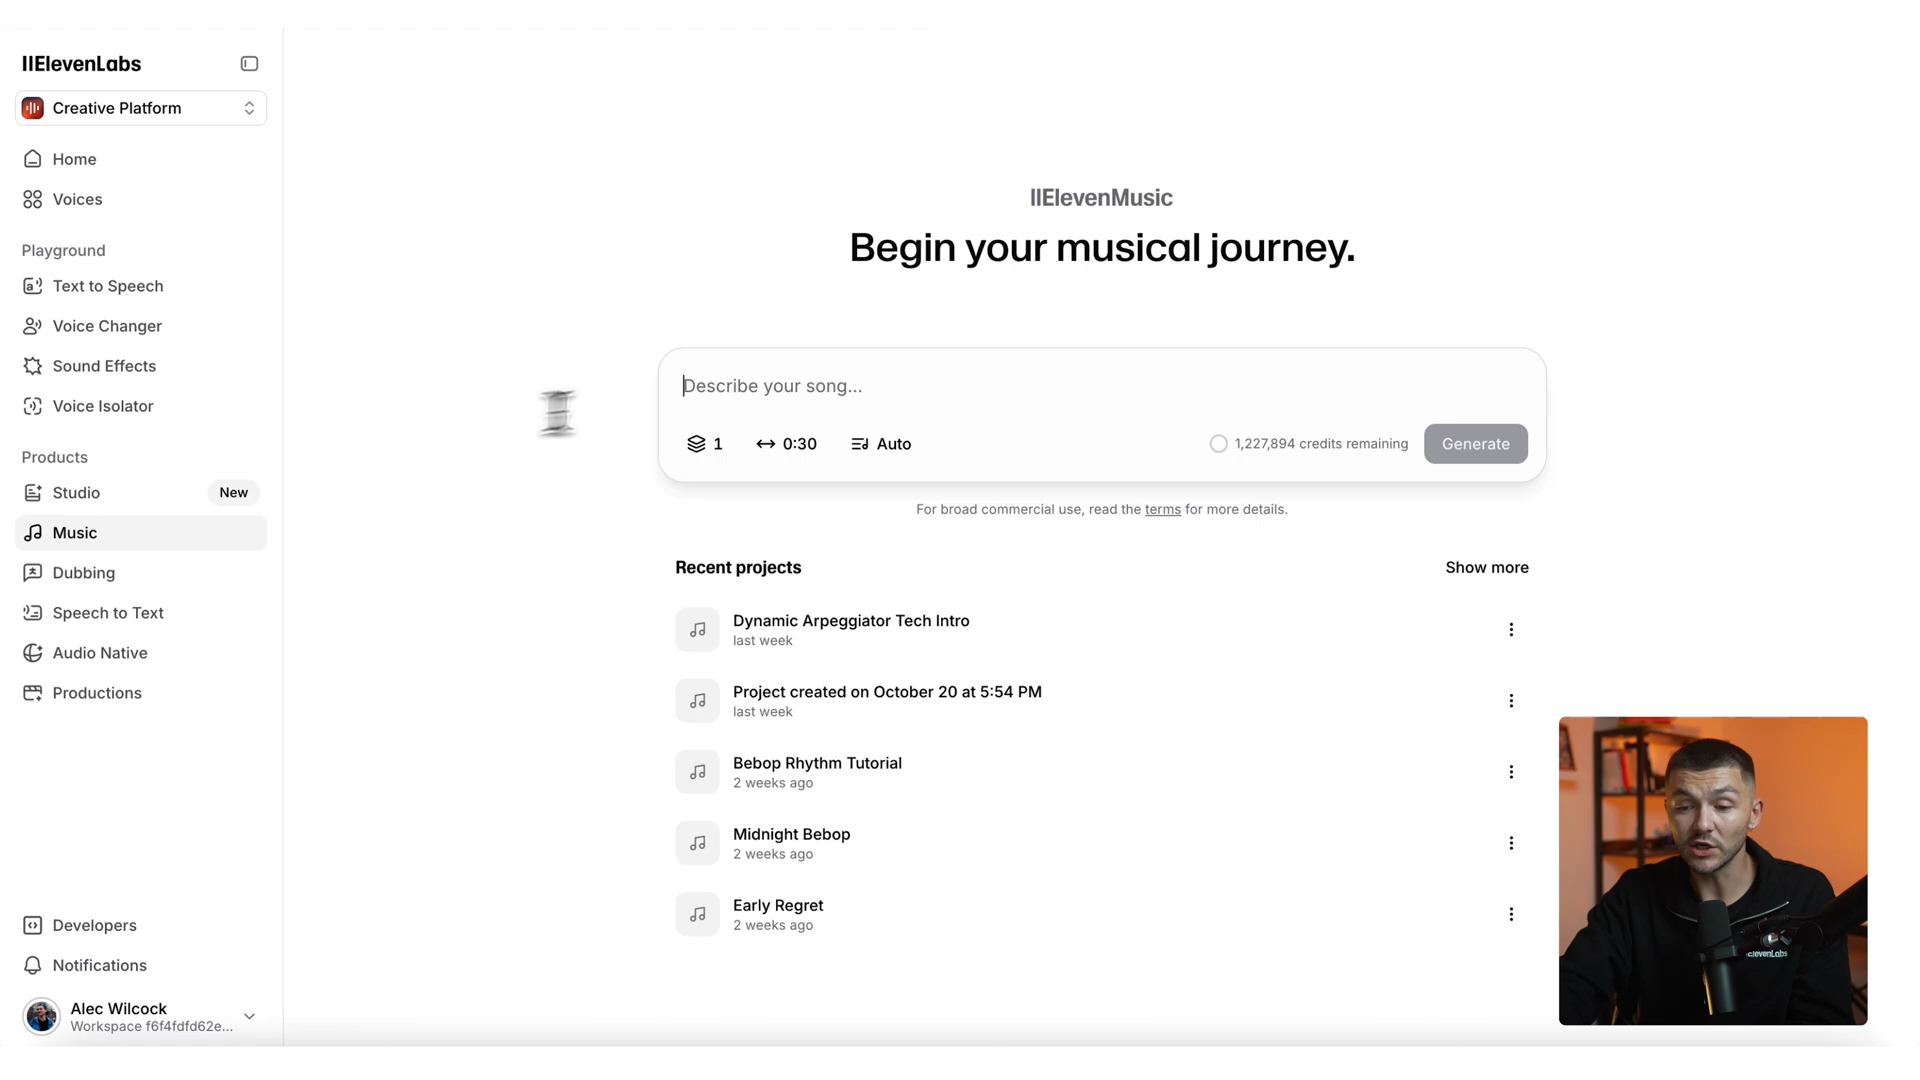 IIElevenLabs
Creative Platform
Home
Voices
Playground
Text to Speech
Voice Changer
Sound Effects
Voice Isolator
Products
Studio New
Music
Dubbing
Speech to Text
Audio Native
Productions
Developers
Notifications
Alec Wilcock
Workspace f6f4fdfd62e...
IIElevenMusic
Begin your musical journey.
Describe your song...
1 0:30 Auto 1,227,894 credits remaining Generate
For broad commercial use, read the terms for more details.
Recent projects Show more
Dynamic Arpeggiator Tech Intro
last week
Project created on October 20 at 5:54 PM
last week
Bebop Rhythm Tutorial
2 weeks ago
Midnight Bebop
2 weeks ago
Early Regret
2 weeks ago
IIElevenLabs